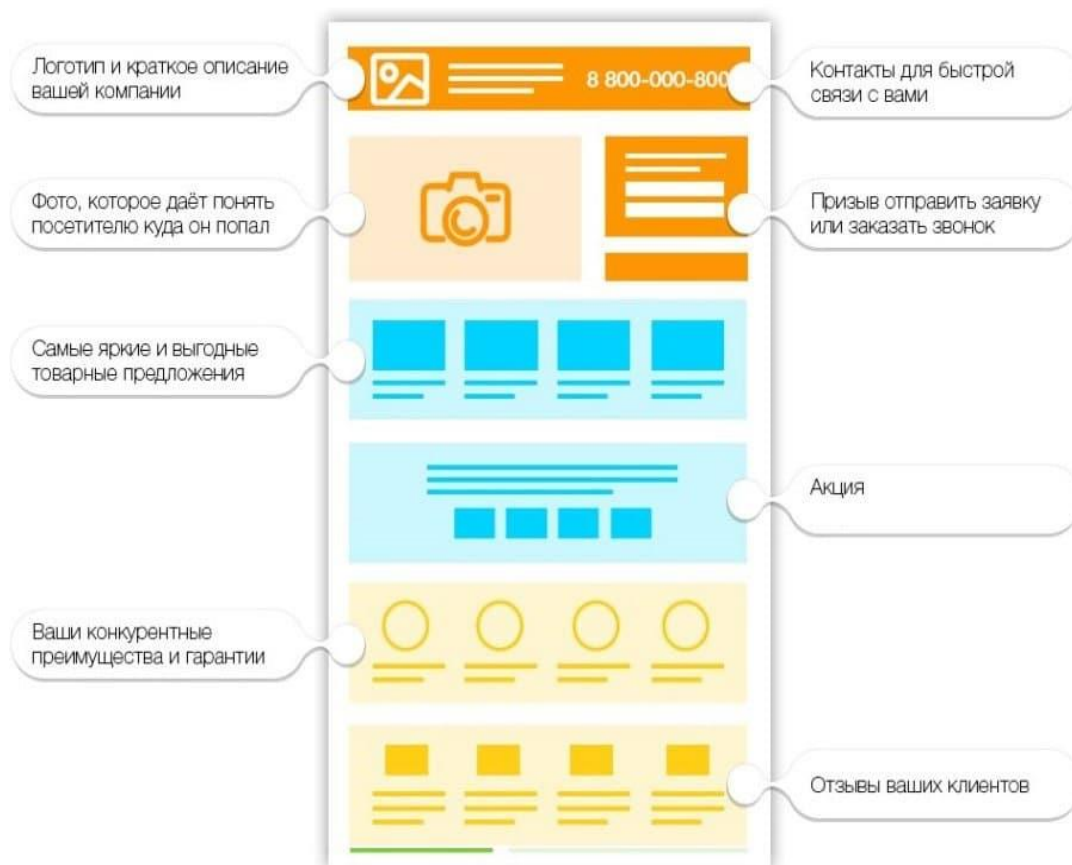 Логотип и краткое описание
вашей компании
8 800-000-800
Контакты для быстрой
связи с вами
Фото, которое даёт понять
посетителю куда он попал
Призыв отправить заявку
или заказать звонок
Самые яркие и выгодные
товарные предложения
Акция
Ваши конкурентные
преимущества и гарантии
Отзывы ваших клиентов